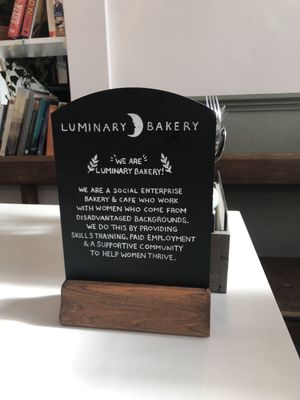 LUMINARY BAKERY
"WE ARE
LUMINARY BAKERY!"
WE ARE A SOCIAL ENTERPRISE
BAKERY & CAFE WHO WORK
WITH WOMEN WHO COME FROM
DISADVANTAGED BACKGROUNDS.
WE DO THIS BY PROVIDING
SKILLS TRAINING, PAID EMPLOYMENT
& A SUPPORTIVE COMMUNITY
TO HELP WOMEN THRIVE.